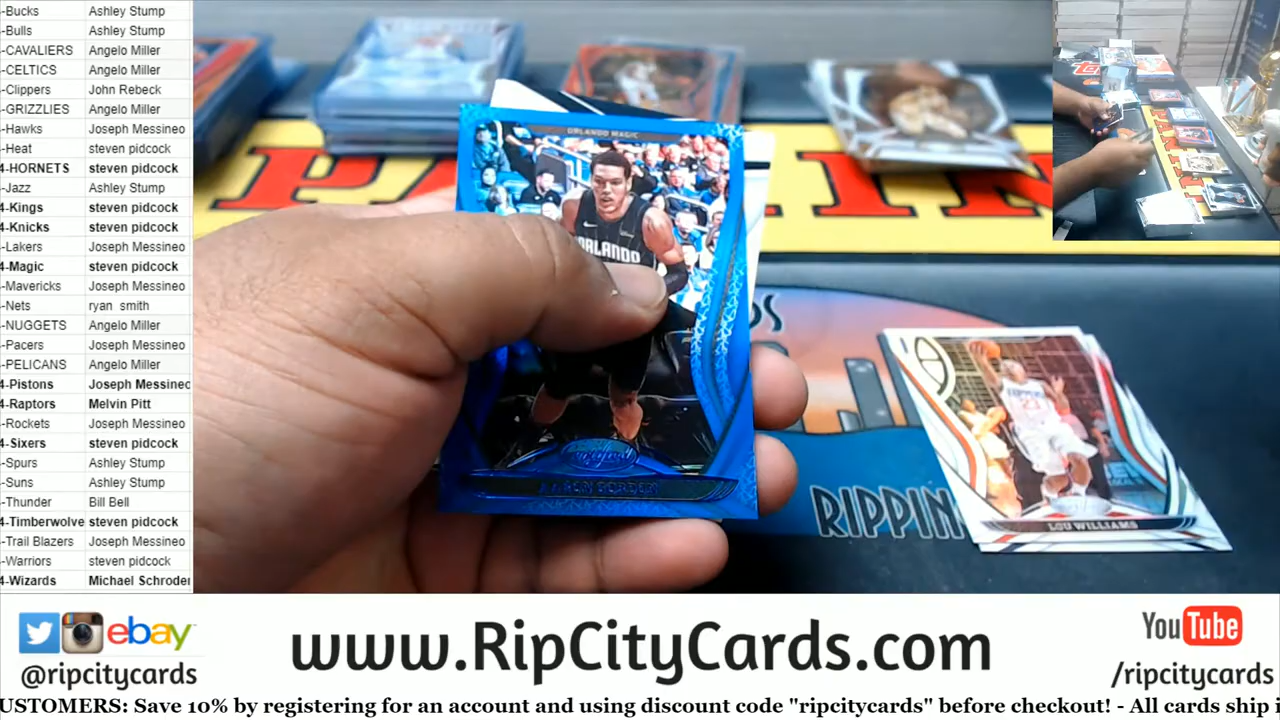 -Bucks Ashley Stump
-Bulls Ashley Stump
-CAVALIERS Angelo Miller
-CELTICS Angelo Miller
-Clippers John Rebeck
-GRIZZLIES Angelo Miller
-Hawks Joseph Messineo
-Heat steven pidcock
4-HORNETS steven pidcock
-Jazz Ashley Stump
4-Kings steven pidcock
4-Knicks steven pidcock
-Lakers Joseph Messineo
4-Magic steven pidcock
-Mavericks Joseph Messineo
-Nets ryan smith
-NUGGETS Angelo Miller
-Pacers Joseph Messineo
-PELICANS Angelo Miller
4-Pistons Joseph Messineo
4-Raptors Melvin Pitt
-Rockets Joseph Messineo
4-Sixers steven pidcock
-Spurs Ashley Stump
-Suns Ashley Stump
-Thunder Bill Bell
4-Timberwolve steven pidcock
-Trail Blazers Joseph Messineo
-Warriors steven pidcock
4-Wizards Michael Schroder
ORLANDO MAGIC
ORLANDO
AARON GORDON
LOU WILLIAMS
RIPPIN
ebay
@ripcitycards
www.RipCityCards.com
YouTube
/ripcitycards
USTOMERS: Save 10% by registering for an account and using discount code "ripcitycards" before checkout! - All cards ship